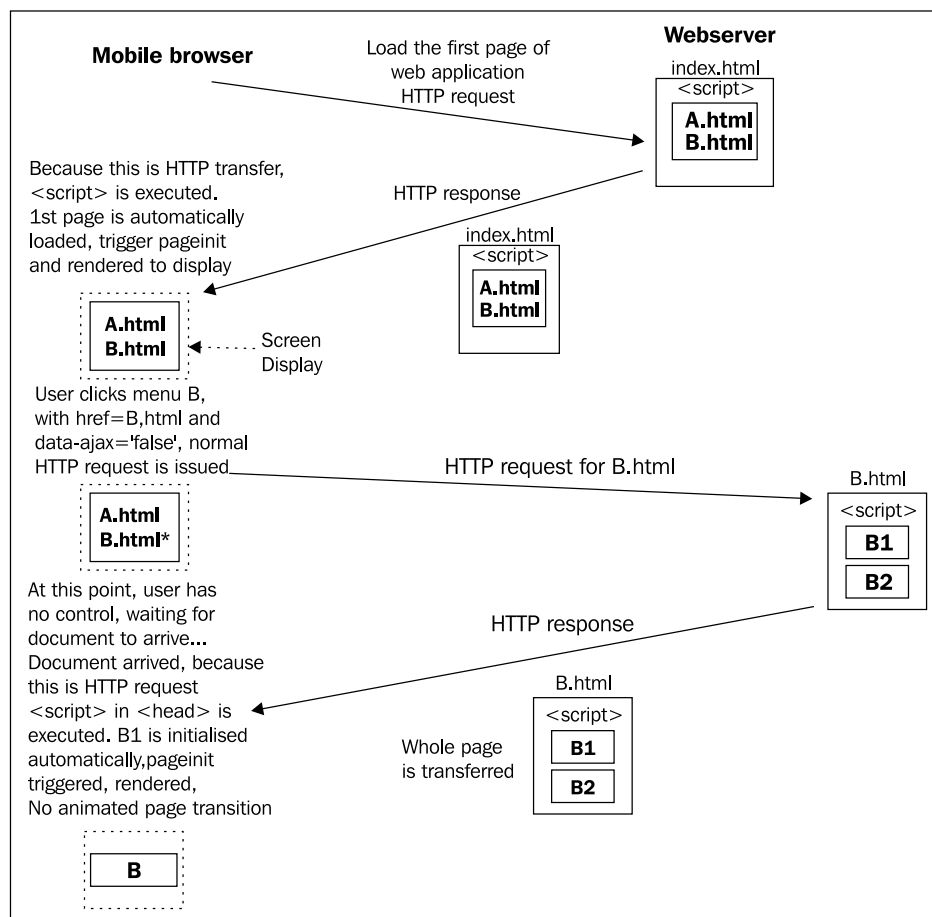 Mobile browser
Load the first page of
web application
HTTP request
Webserver
index.html
<script>
A.html
B.html
Because this is HTTP transfer,
<script> is executed.
1st page is automatically
loaded, trigger pageinit
and rendered to display
HTTP response
index.html
<script>
A.html
B.html
A.html
B.html
Screen
Display
User clicks menu B,
with href=B,html and
data-ajax='false', normal
HTTP request is issued
HTTP request for B.html
B.html
<script>
B1
B2
A.html
B.html*
At this point, user has
no control, waiting for
document to arrive...
Document arrived, because
this is HTTP request
<script> in <head> is
executed. B1 is initialised
automatically,pageinit
triggered, rendered,
No animated page transition
HTTP response
B.html
<script>
B1
B2
Whole page
is transferred
B